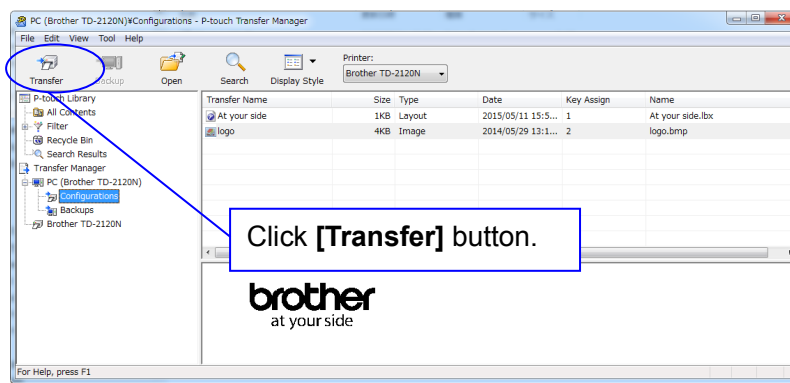 PC (Brother TD-2120N)¥Configurations - P-touch Transfer Manager
File Edit View Tool Help
Transfer Backup Open Search Display Style
Printer:
Brother TD-2120N
P-touch Library
All Contents
Filter
Recycle Bin
Search Results
Transfer Manager
PC (Brother TD-2120N)
Configurations
Backups
Brother TD-2120N
Transfer Name Size Type Date Key Assign Name
At your side 1KB Layout 2015/05/11 15:5... 1 At your side.lbx
logo 4KB Image 2014/05/29 13:1... 2 logo.bmp
Click [Transfer] button.
brother
at your side
For Help, press F1